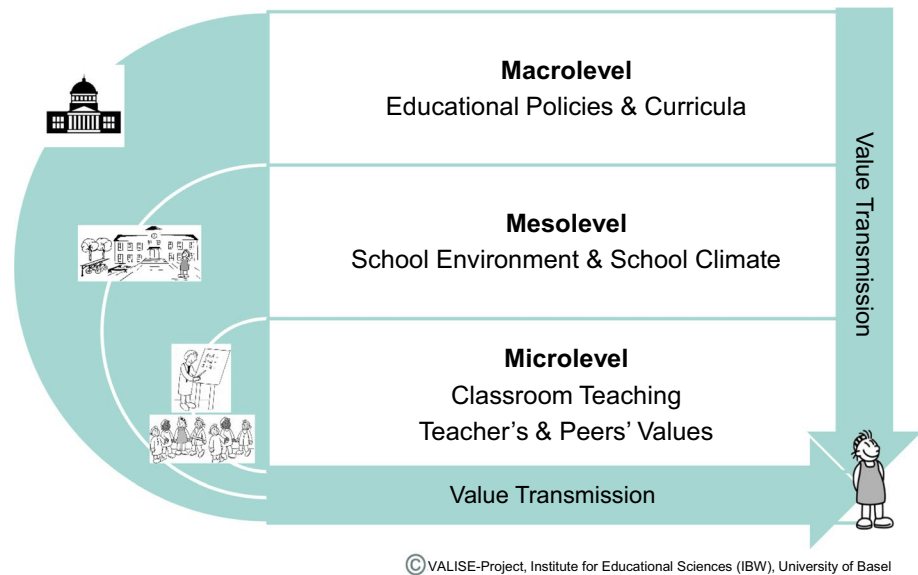 Macrolevel
Educational Policies & Curricula
Mesolevel
School Environment & School Climate
Microlevel
Classroom Teaching
Teacher's & Peers' Values
Value Transmission
Value Transmission
© VALISE-Project, Institute for Educational Sciences (IBW), University of Basel